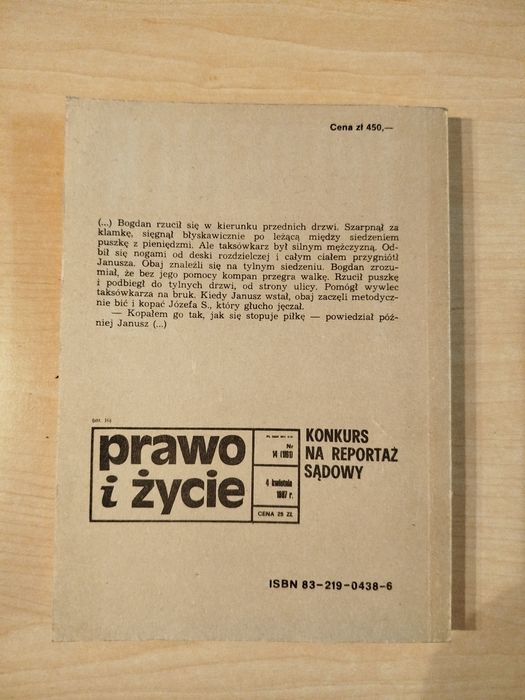 Cena zł 450,—
(...) Bogdan rzucił się w kierunku przednich drzwi. Szarpnął za
klamkę, sięgnął błyskawicznie po leżącą między siedzeniem
puszkę z pieniędzmi. Ale taksówkarz był silnym mężczyzną. Od-
bił się nogami od deski rozdzielczej i całym ciałem przygniótł
Janusza. Obaj znaleźli się na tylnym siedzeniu. Bogdan zrozu-
miał, że bez jego pomocy kompan przegra walkę. Rzucił puszkę
i podbiegł do tylnych drzwi, od strony ulicy. Pomógł wywlec
taksówkarza na bruk. Kiedy Janusz wstał, obaj zaczęli metodycz-
nie bić i kopać Józefa S., który głucho jęczał.
— Kopałem go tak, jak się stopuje piłkę — powiedział póź-
niej Janusz (...)
prawo
i życie
Nr
14 (1161)
4 kwietnia
1987 r.
CENA 25 ZŁ
KONKURS
NA REPORTAŻ
SĄDOWY
ISBN 83-219-0438-6